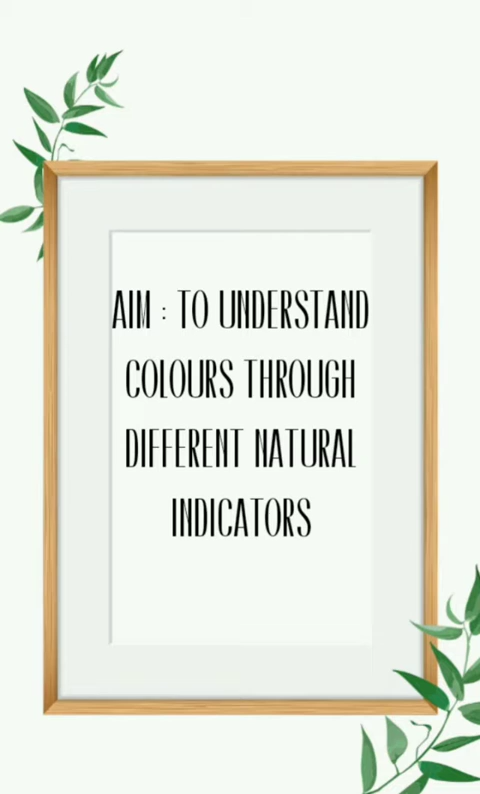 AIM : TO UNDERSTAND
COLOURS THROUGH
DIFFERENT NATURAL
INDICATORS